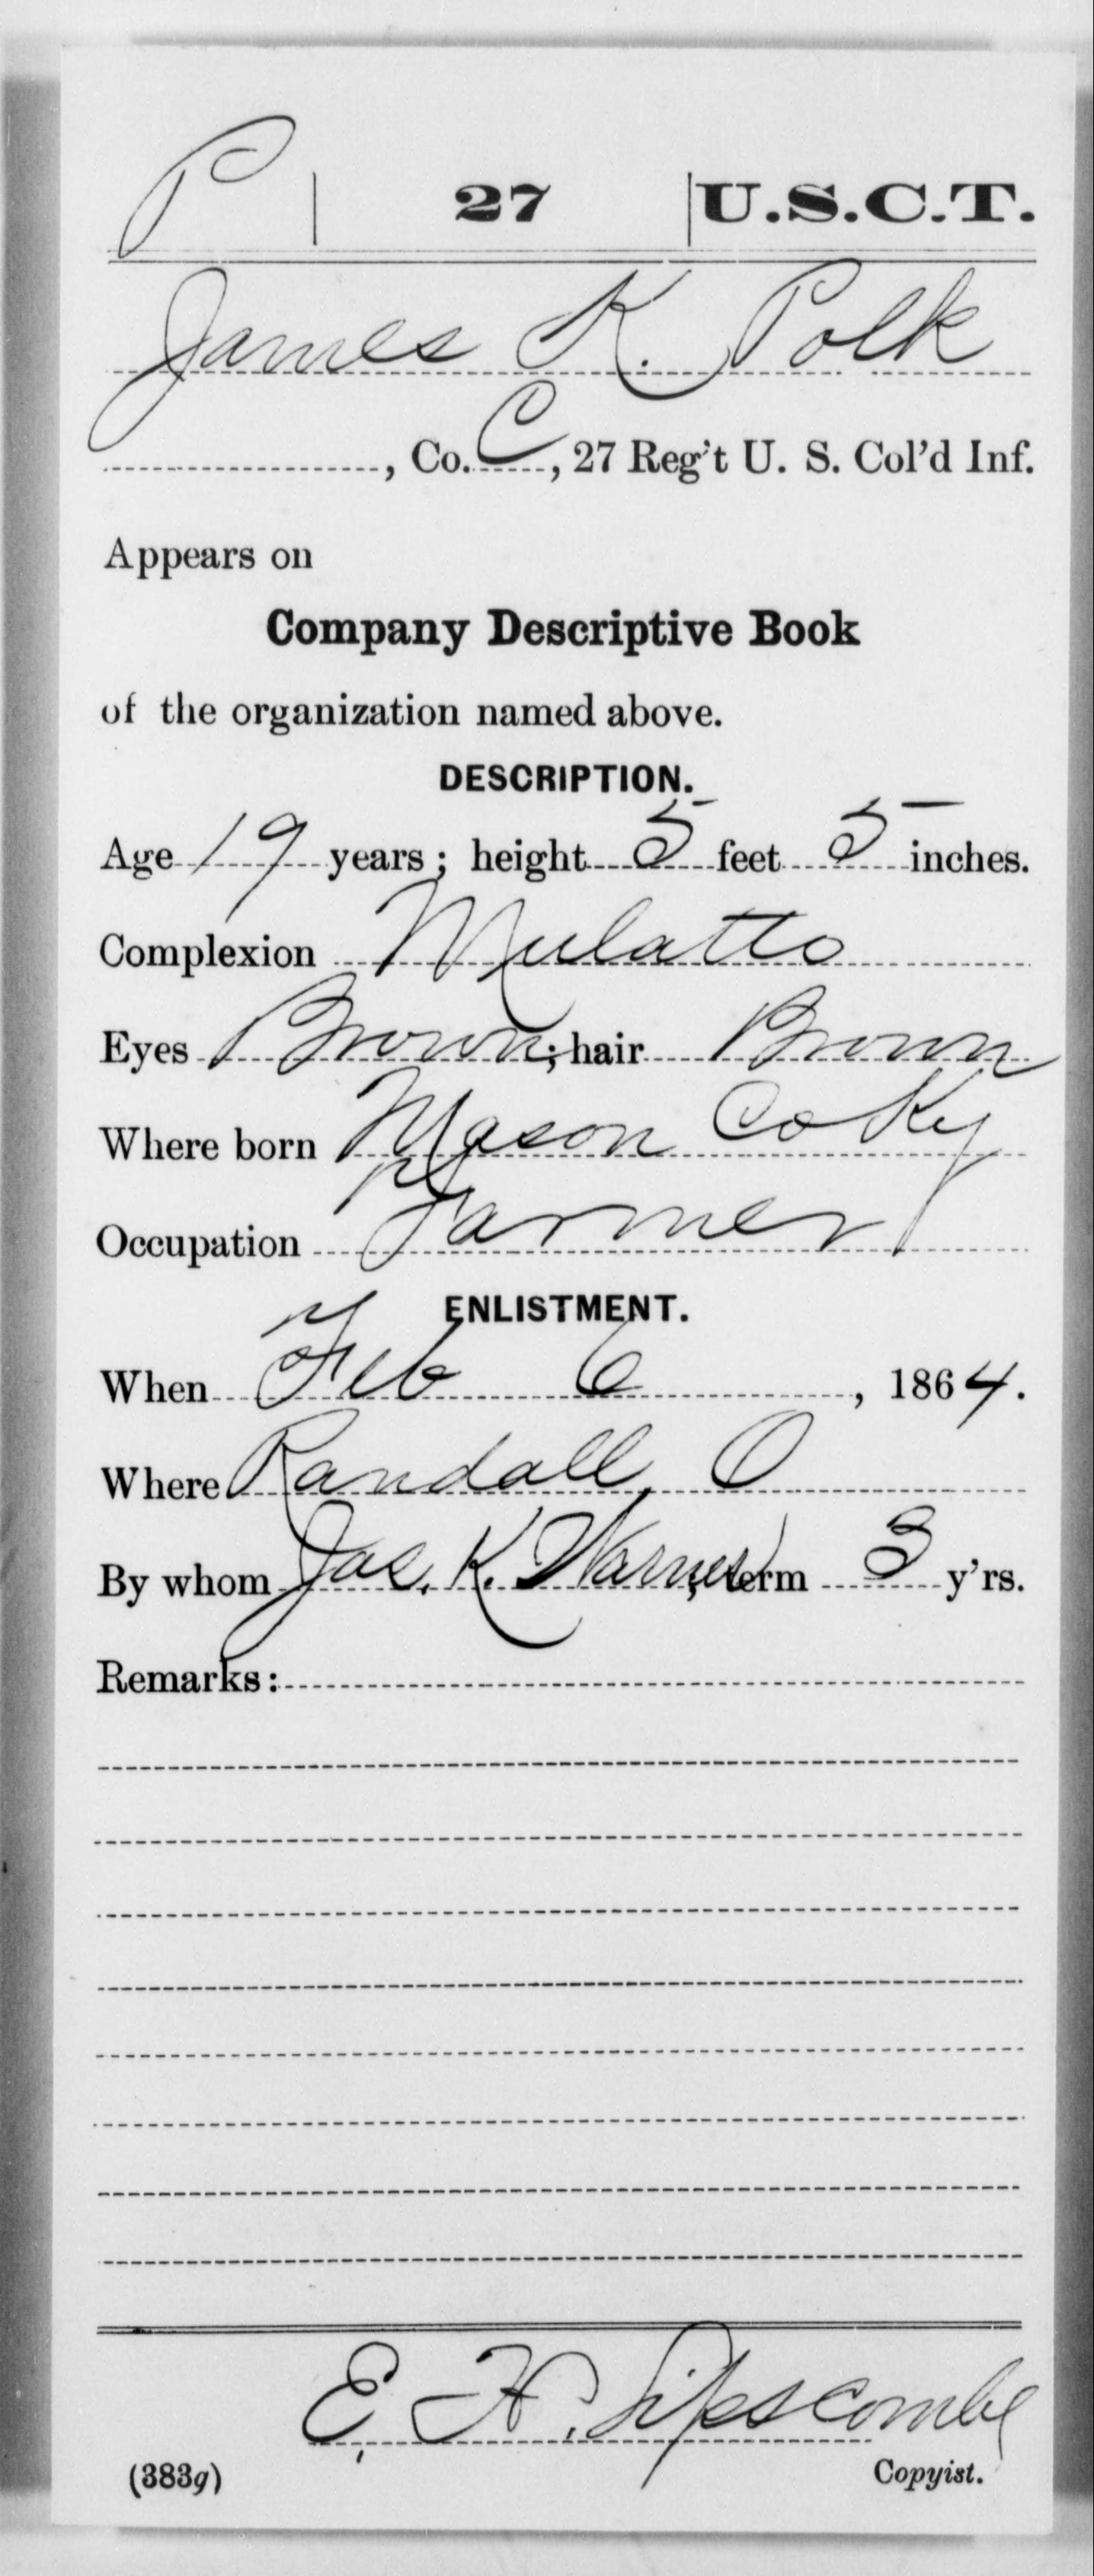 P | 27 | U.S.C.T.
James K. Polk
, Co. C, 27 Reg't U. S. Col'd Inf.
Appears on
Company Descriptive Book
of the organization named above.
DESCRIPTION.
Age 19 years; height 5 feet 5 inches.
Complexion Mulatto
Eyes Brown; hair Brown
Where born Mason Co Ky
Occupation Farmer
ENLISTMENT.
When Feb 6, 1864.
Where Randall, O
By whom Jas. K. Warner, term 3 y'rs.
Remarks:
E. H. Lipscombe
(383g) Copyist.